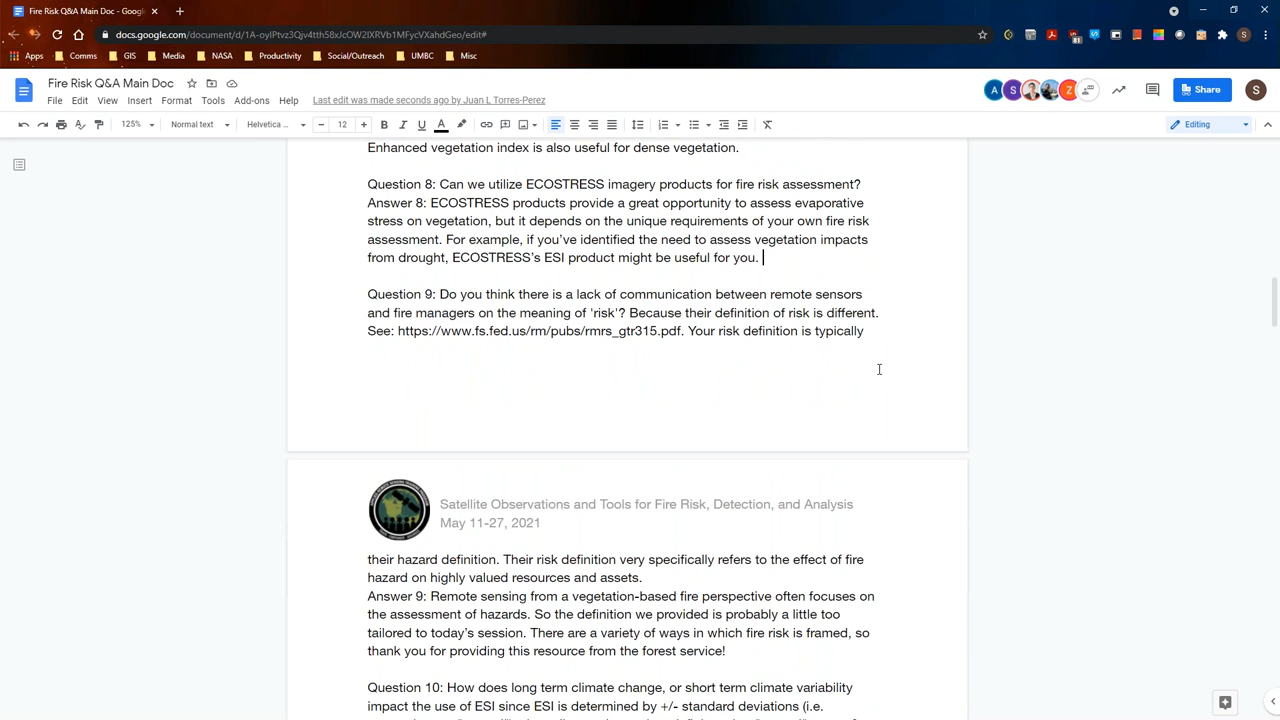 Fire Risk Q&A Main Doc - Googl
docs.google.com/document/d/1A-oyIPtvz3Qjv4tth58xJcOW2IXRVb1MFycVXahdGeo/edit#
Apps Comms GIS Media NASA Productivity Social/Outreach UMBC Misc
Fire Risk Q&A Main Doc
File Edit View Insert Format Tools Add-ons Help Last edit was made seconds ago by Juan L Torres-Perez
A S Z Share S
125% Normal text Helvetica ... 12 Editing
Enhanced vegetation index is also useful for dense vegetation.
Question 8: Can we utilize ECOSTRESS imagery products for fire risk assessment?
Answer 8: ECOSTRESS products provide a great opportunity to assess evaporative
stress on vegetation, but it depends on the unique requirements of your own fire risk
assessment. For example, if you’ve identified the need to assess vegetation impacts
from drought, ECOSTRESS’s ESI product might be useful for you.
Question 9: Do you think there is a lack of communication between remote sensors
and fire managers on the meaning of 'risk'? Because their definition of risk is different.
See: https://www.fs.fed.us/rm/pubs/rmrs_gtr315.pdf. Your risk definition is typically
Satellite Observations and Tools for Fire Risk, Detection, and Analysis
May 11-27, 2021
their hazard definition. Their risk definition very specifically refers to the effect of fire
hazard on highly valued resources and assets.
Answer 9: Remote sensing from a vegetation-based fire perspective often focuses on
the assessment of hazards. So the definition we provided is probably a little too
tailored to today’s session. There are a variety of ways in which fire risk is framed, so
thank you for providing this resource from the forest service!
Question 10: How does long term climate change, or short term climate variability
impact the use of ESI since ESI is determined by +/- standard deviations (i.e.